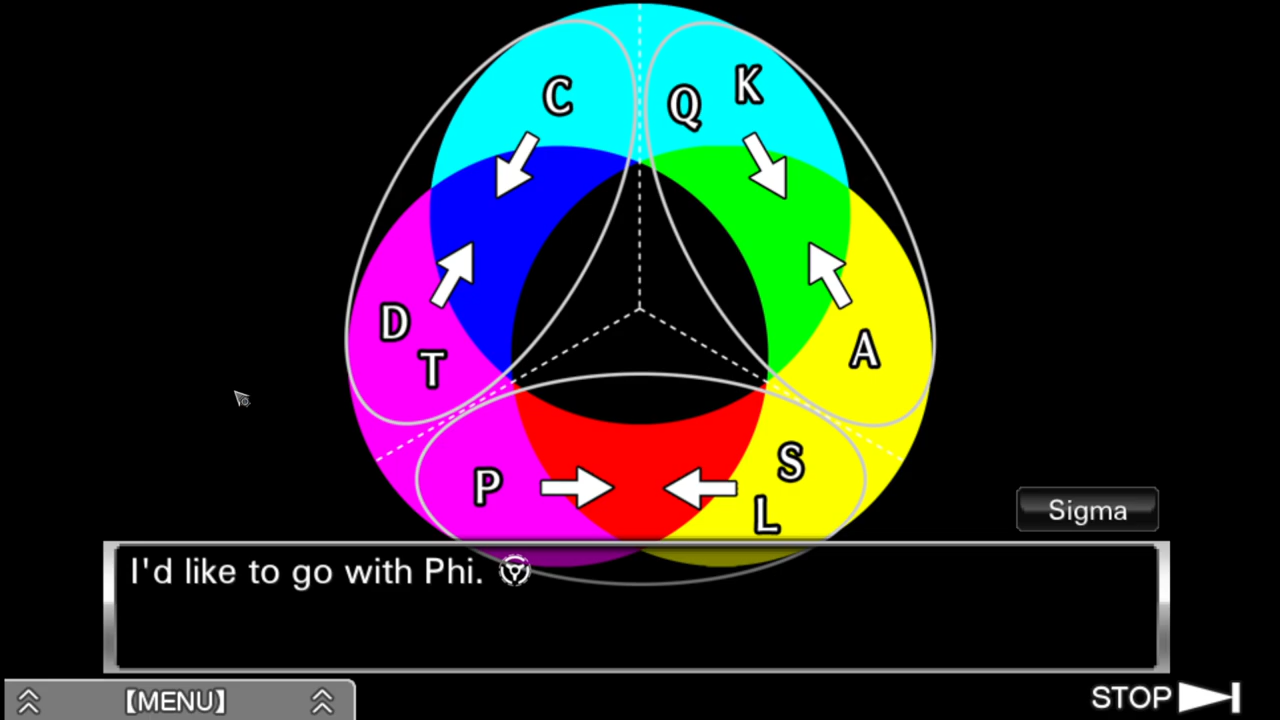 C
Q
K
D
T
A
P
S
L
Sigma
I'd like to go with Phi.
【MENU】
STOP